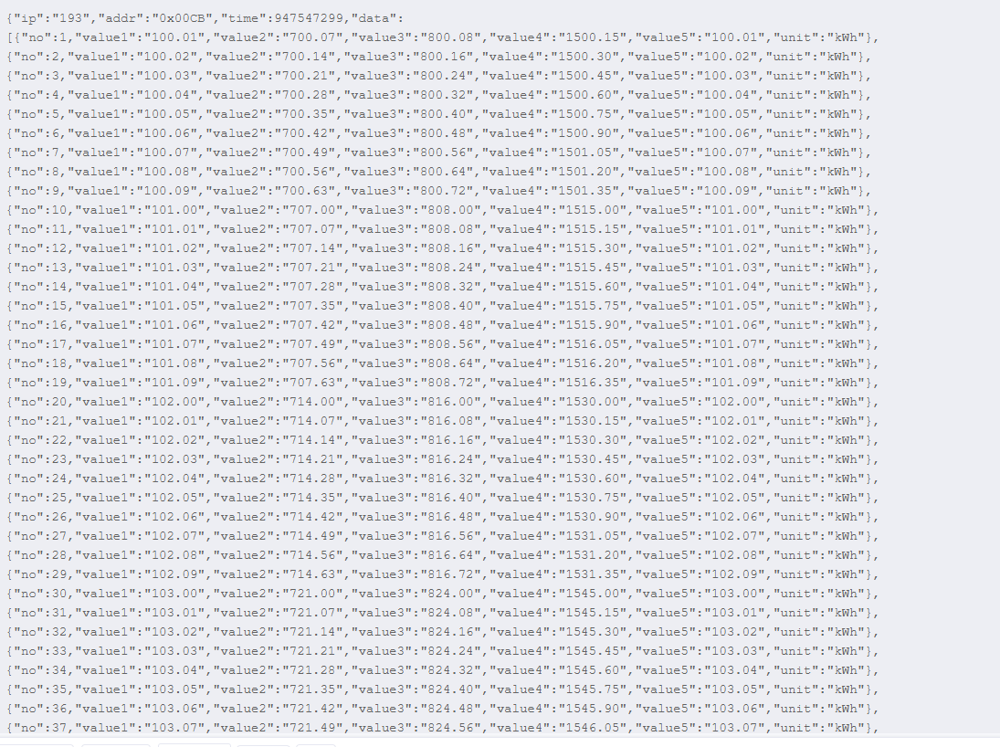 {"ip":"193","addr":"0x00CB","time":947547299,"data":
[{"no":1,"value1":"100.01","value2":"700.07","value3":"800.08","value4":"1500.15","value5":"100.01","unit":"kWh"},
{"no":2,"value1":"100.02","value2":"700.14","value3":"800.16","value4":"1500.30","value5":"100.02","unit":"kWh"},
{"no":3,"value1":"100.03","value2":"700.21","value3":"800.24","value4":"1500.45","value5":"100.03","unit":"kWh"},
{"no":4,"value1":"100.04","value2":"700.28","value3":"800.32","value4":"1500.60","value5":"100.04","unit":"kWh"},
{"no":5,"value1":"100.05","value2":"700.35","value3":"800.40","value4":"1500.75","value5":"100.05","unit":"kWh"},
{"no":6,"value1":"100.06","value2":"700.42","value3":"800.48","value4":"1500.90","value5":"100.06","unit":"kWh"},
{"no":7,"value1":"100.07","value2":"700.49","value3":"800.56","value4":"1501.05","value5":"100.07","unit":"kWh"},
{"no":8,"value1":"100.08","value2":"700.56","value3":"800.64","value4":"1501.20","value5":"100.08","unit":"kWh"},
{"no":9,"value1":"100.09","value2":"700.63","value3":"800.72","value4":"1501.35","value5":"100.09","unit":"kWh"},
{"no":10,"value1":"101.00","value2":"707.00","value3":"808.00","value4":"1515.00","value5":"101.00","unit":"kWh"},
{"no":11,"value1":"101.01","value2":"707.07","value3":"808.08","value4":"1515.15","value5":"101.01","unit":"kWh"},
{"no":12,"value1":"101.02","value2":"707.14","value3":"808.16","value4":"1515.30","value5":"101.02","unit":"kWh"},
{"no":13,"value1":"101.03","value2":"707.21","value3":"808.24","value4":"1515.45","value5":"101.03","unit":"kWh"},
{"no":14,"value1":"101.04","value2":"707.28","value3":"808.32","value4":"1515.60","value5":"101.04","unit":"kWh"},
{"no":15,"value1":"101.05","value2":"707.35","value3":"808.40","value4":"1515.75","value5":"101.05","unit":"kWh"},
{"no":16,"value1":"101.06","value2":"707.42","value3":"808.48","value4":"1515.90","value5":"101.06","unit":"kWh"},
{"no":17,"value1":"101.07","value2":"707.49","value3":"808.56","value4":"1516.05","value5":"101.07","unit":"kWh"},
{"no":18,"value1":"101.08","value2":"707.56","value3":"808.64","value4":"1516.20","value5":"101.08","unit":"kWh"},
{"no":19,"value1":"101.09","value2":"707.63","value3":"808.72","value4":"1516.35","value5":"101.09","unit":"kWh"},
{"no":20,"value1":"102.00","value2":"714.00","value3":"816.00","value4":"1530.00","value5":"102.00","unit":"kWh"},
{"no":21,"value1":"102.01","value2":"714.07","value3":"816.08","value4":"1530.15","value5":"102.01","unit":"kWh"},
{"no":22,"value1":"102.02","value2":"714.14","value3":"816.16","value4":"1530.30","value5":"102.02","unit":"kWh"},
{"no":23,"value1":"102.03","value2":"714.21","value3":"816.24","value4":"1530.45","value5":"102.03","unit":"kWh"},
{"no":24,"value1":"102.04","value2":"714.28","value3":"816.32","value4":"1530.60","value5":"102.04","unit":"kWh"},
{"no":25,"value1":"102.05","value2":"714.35","value3":"816.40","value4":"1530.75","value5":"102.05","unit":"kWh"},
{"no":26,"value1":"102.06","value2":"714.42","value3":"816.48","value4":"1530.90","value5":"102.06","unit":"kWh"},
{"no":27,"value1":"102.07","value2":"714.49","value3":"816.56","value4":"1531.05","value5":"102.07","unit":"kWh"},
{"no":28,"value1":"102.08","value2":"714.56","value3":"816.64","value4":"1531.20","value5":"102.08","unit":"kWh"},
{"no":29,"value1":"102.09","value2":"714.63","value3":"816.72","value4":"1531.35","value5":"102.09","unit":"kWh"},
{"no":30,"value1":"103.00","value2":"721.00","value3":"824.00","value4":"1545.00","value5":"103.00","unit":"kWh"},
{"no":31,"value1":"103.01","value2":"721.07","value3":"824.08","value4":"1545.15","value5":"103.01","unit":"kWh"},
{"no":32,"value1":"103.02","value2":"721.14","value3":"824.16","value4":"1545.30","value5":"103.02","unit":"kWh"},
{"no":33,"value1":"103.03","value2":"721.21","value3":"824.24","value4":"1545.45","value5":"103.03","unit":"kWh"},
{"no":34,"value1":"103.04","value2":"721.28","value3":"824.32","value4":"1545.60","value5":"103.04","unit":"kWh"},
{"no":35,"value1":"103.05","value2":"721.35","value3":"824.40","value4":"1545.75","value5":"103.05","unit":"kWh"},
{"no":36,"value1":"103.06","value2":"721.42","value3":"824.48","value4":"1545.90","value5":"103.06","unit":"kWh"},
{"no":37,"value1":"103.07","value2":"721.49","value3":"824.56","value4":"1546.05","value5":"103.07","unit":"kWh"},